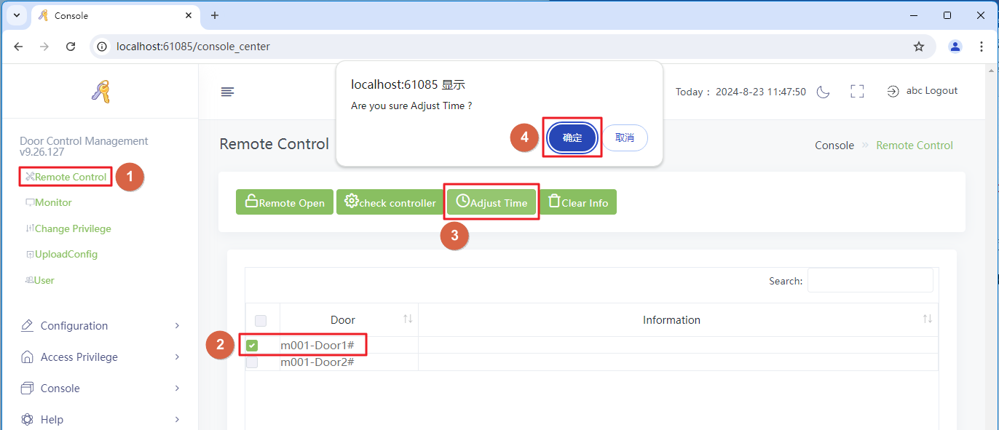 Console
localhost:61085/console_center
localhost:61085 显示
Are you sure Adjust Time ?
4
确定
取消
Today : 2024-8-23 11:47:50
abc Logout
Door Control Management
v9.26.127
Remote Control
1
Monitor
Change Privilege
UploadConfig
User
Configuration
Access Privilege
Console
Help
Remote Control
Console » Remote Control
Remote Open
check controller
Adjust Time
Clear Info
3
Search:
Door
Information
2
m001-Door1#
m001-Door2#